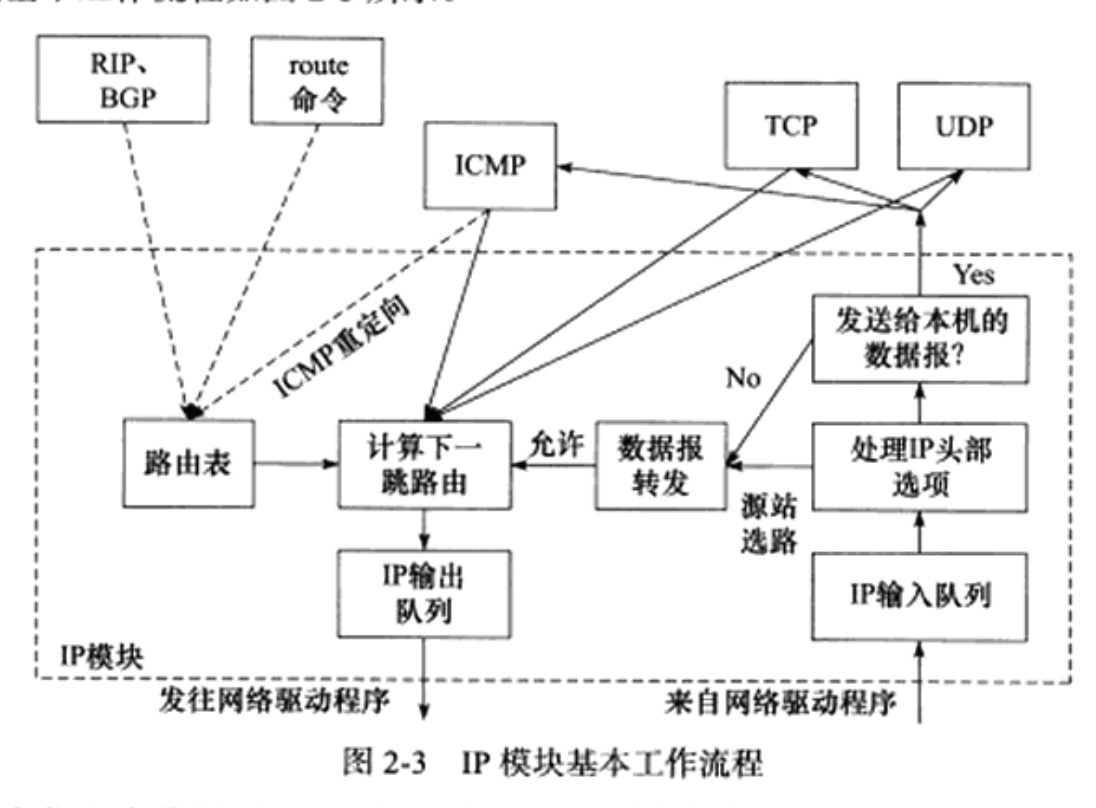 RIP、
BGP
route
命令
ICMP
TCP
UDP
Yes
发送给本机的
数据报?
No
ICMP重定向
路由表
计算下一
跳路由
允许
数据报
转发
处理IP头部
选项
源站
选路
IP输出
队列
IP输入队列
IP模块
发往网络驱动程序
来自网络驱动程序
图 2-3 IP 模块基本工作流程